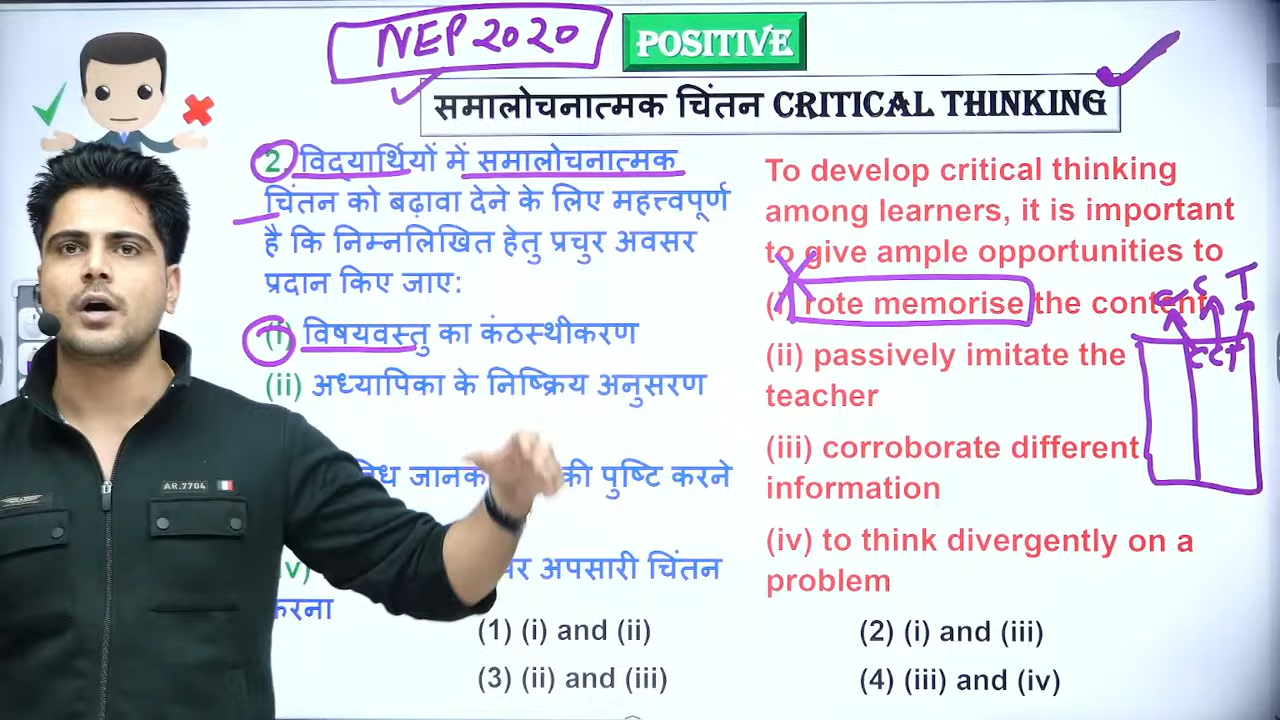 NEP 2020
POSITIVE
समालोचनात्मक चिंतन CRITICAL THINKING
2. विद्यार्थियों में समालोचनात्मक
चिंतन को बढ़ावा देने के लिए महत्त्वपूर्ण
है कि निम्नलिखित हेतु प्रचुर अवसर
प्रदान किए जाए:
(i) विषयवस्तु का कंठस्थीकरण
(ii) अध्यापिका के निष्क्रिय अनुसरण
की पुष्टि करने
अपसारी चिंतन
करना
To develop critical thinking
among learners, it is important
to give ample opportunities to
(i) rote memorise the content
(ii) passively imitate the
teacher
(iii) corroborate different
information
(iv) to think divergently on a
problem
(1) (i) and (ii)
(2) (i) and (iii)
(3) (ii) and (iii)
(4) (iii) and (iv)
AR.7704